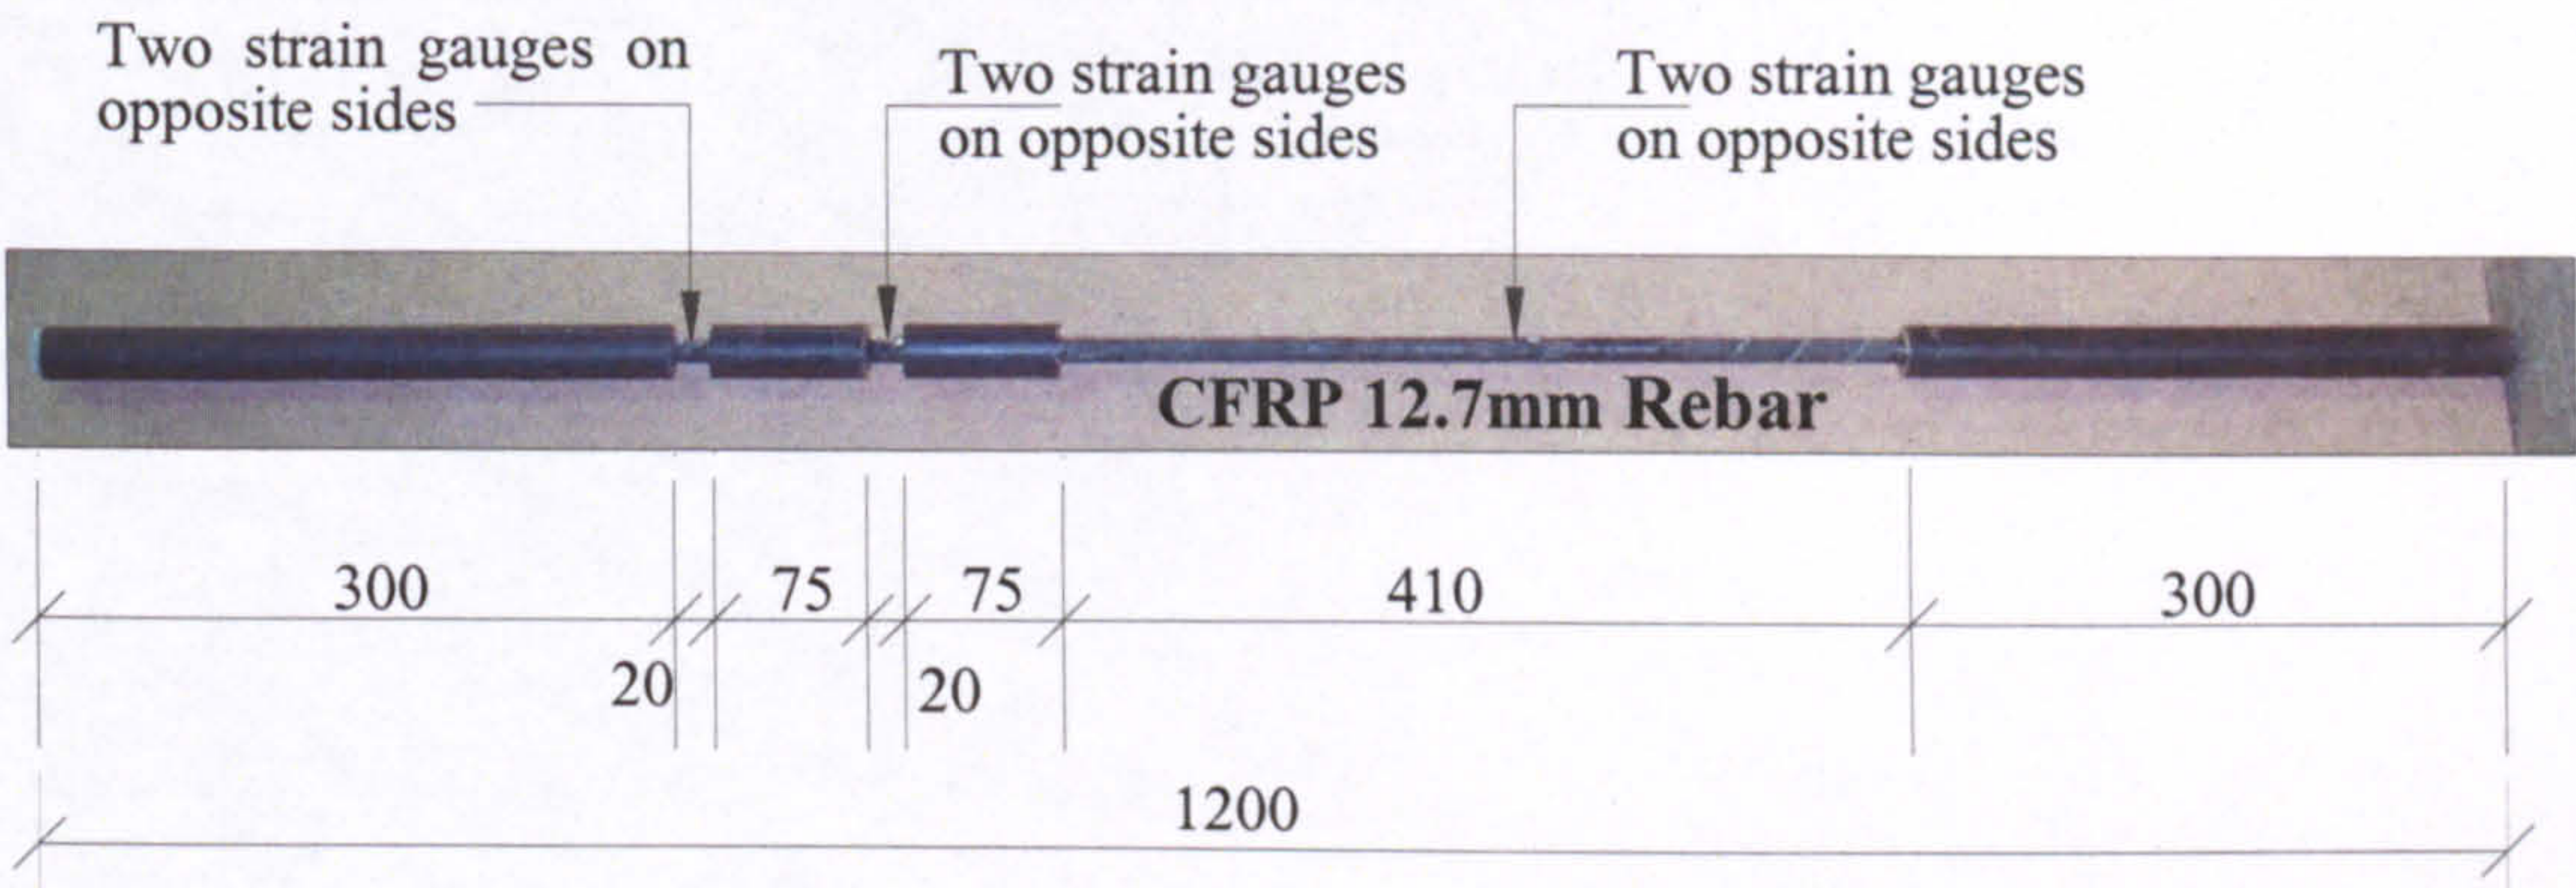 Two strain gauges on
opposite sides
Two strain gauges
on opposite sides
Two strain gauges
on opposite sides
CFRP 12.7mm Rebar
300
75
75
410
300
20
20
1200